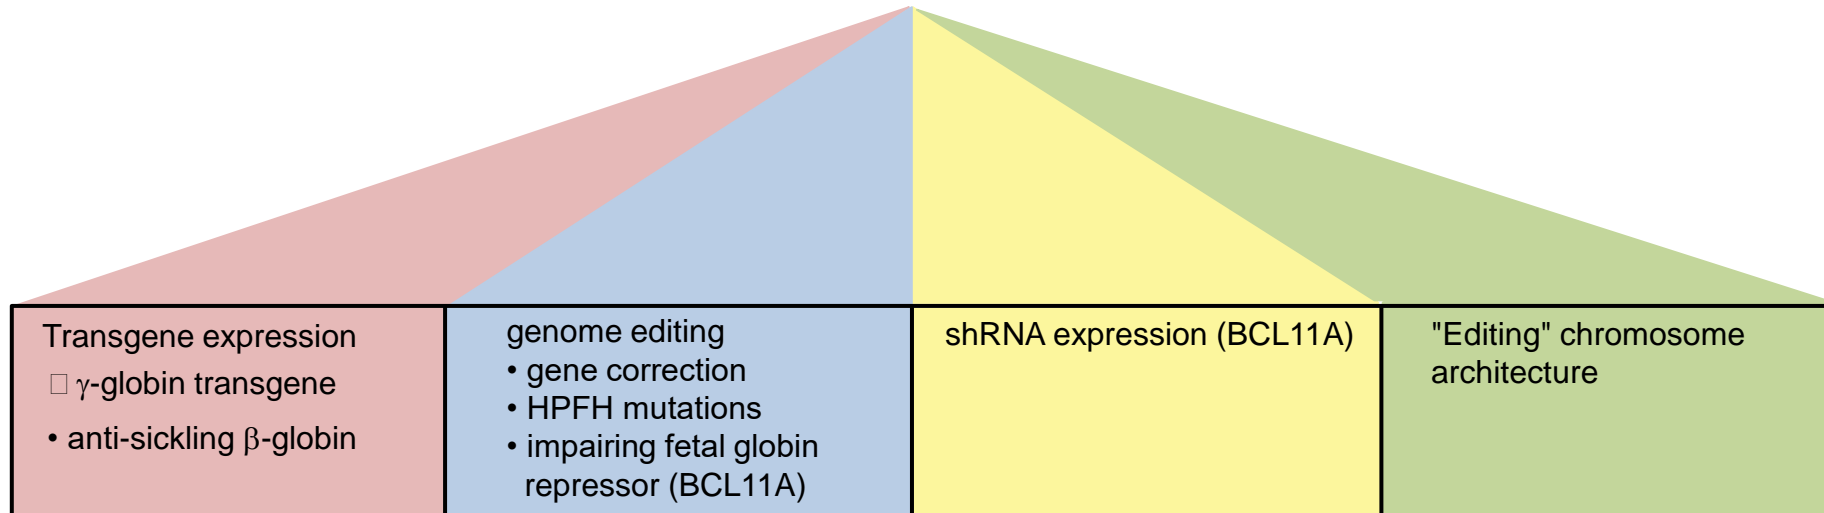 Transgene expression
□ γ-globin transgene
• anti-sickling β-globin
genome editing
• gene correction
• HPFH mutations
• impairing fetal globin
repressor (BCL11A)
shRNA expression (BCL11A)
"Editing" chromosome
architecture